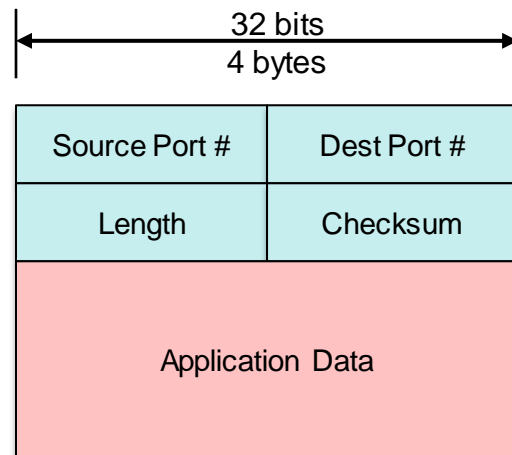 32 bits
4 bytes
Source Port # Dest Port #
Length Checksum
Application Data